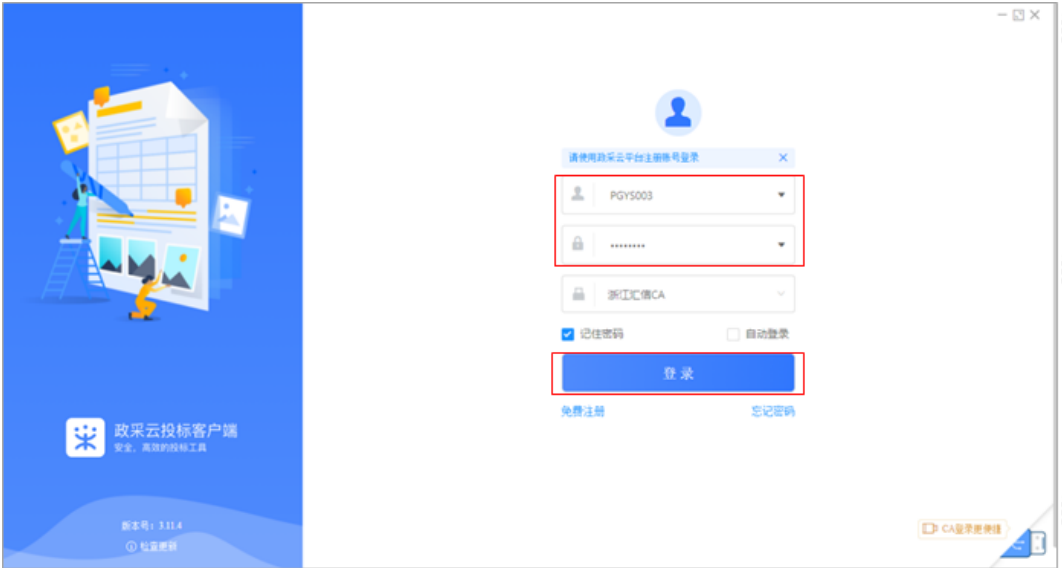 请使用政采云平台注册账号登录
PGYS003
........
浙江汇信CA
记住密码
自动登录
登 录
免费注册
忘记密码
政采云投标客户端
安全、高效的投标工具
版本号：3.11.4
检查更新
CA登录更便捷